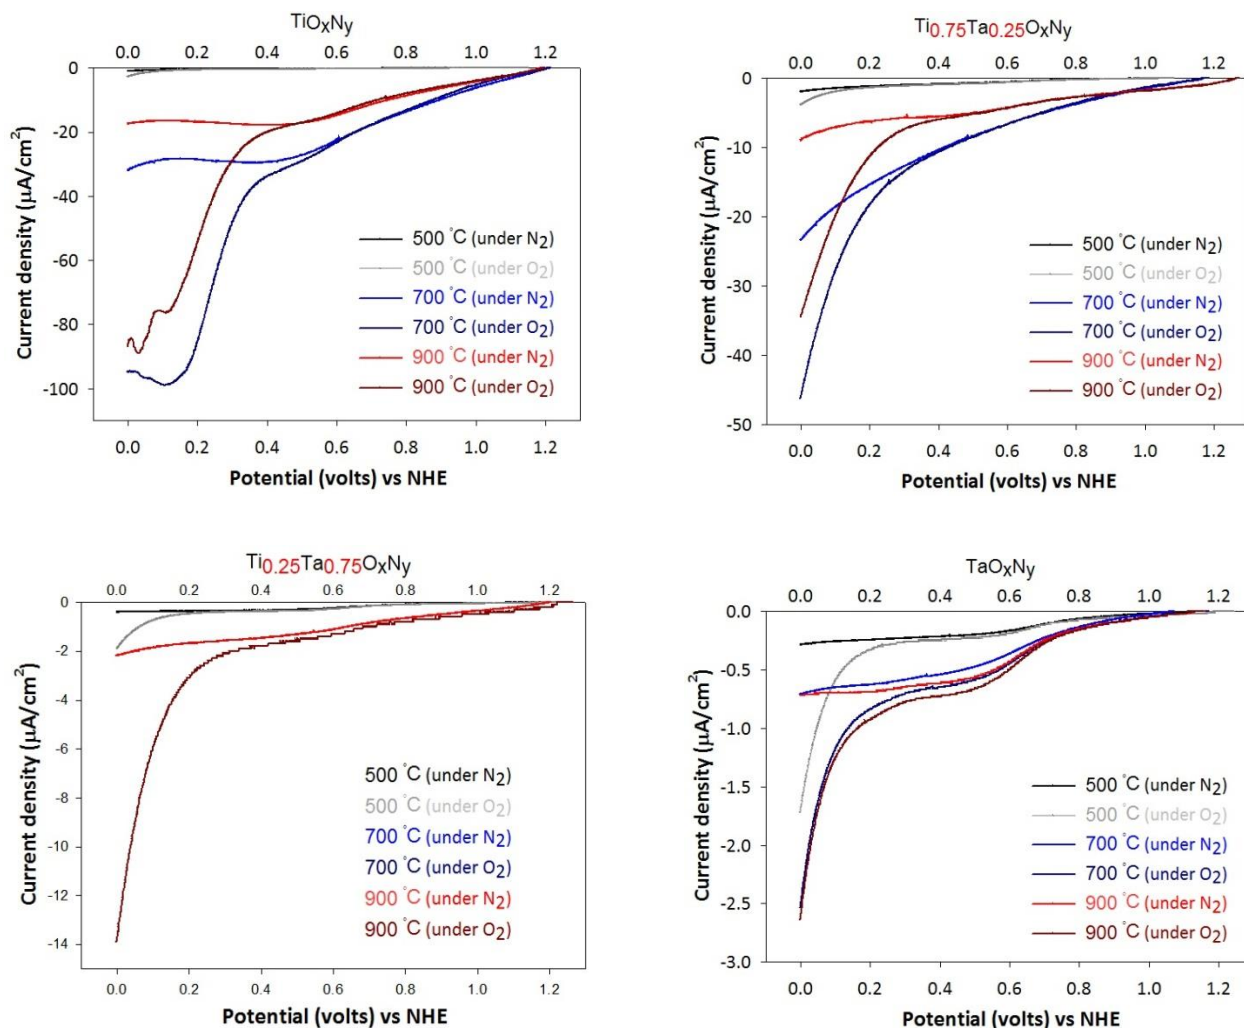 TiOxNy
0.0 0.2 0.4 0.6 0.8 1.0 1.2
0
-20
-40
-60
-80
-100
Current density (µA/cm²)
500 °C (under N2)
500 °C (under O2)
700 °C (under N2)
700 °C (under O2)
900 °C (under N2)
900 °C (under O2)
0.0 0.2 0.4 0.6 0.8 1.0 1.2
Potential (volts) vs NHE
Ti0.75Ta0.25OxNy
0.0 0.2 0.4 0.6 0.8 1.0 1.2
0
-10
-20
-30
-40
-50
Current density (µA/cm²)
500 °C (under N2)
500 °C (under O2)
700 °C (under N2)
700 °C (under O2)
900 °C (under N2)
900 °C (under O2)
0.0 0.2 0.4 0.6 0.8 1.0 1.2
Potential (volts) vs NHE
Ti0.25Ta0.75OxNy
0.0 0.2 0.4 0.6 0.8 1.0 1.2
0
-2
-4
-6
-8
-10
-12
-14
Current density (µA/cm²)
500 °C (under N2)
500 °C (under O2)
700 °C (under N2)
700 °C (under O2)
900 °C (under N2)
900 °C (under O2)
0.0 0.2 0.4 0.6 0.8 1.0 1.2
Potential (volts) vs NHE
TaOxNy
0.0 0.2 0.4 0.6 0.8 1.0 1.2
0.0
-0.5
-1.0
-1.5
-2.0
-2.5
-3.0
Current density (µA/cm²)
500 °C (under N2)
500 °C (under O2)
700 °C (under N2)
700 °C (under O2)
900 °C (under N2)
900 °C (under O2)
0.0 0.2 0.4 0.6 0.8 1.0 1.2
Potential (volts) vs NHE